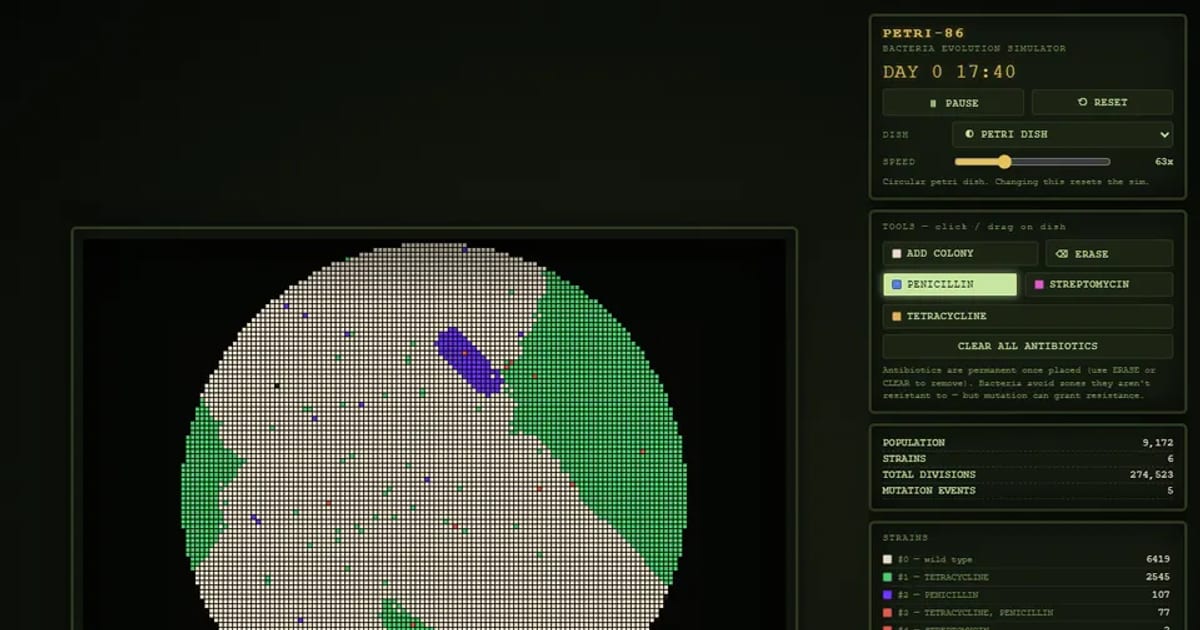 PETRI-86
BACTERIA EVOLUTION SIMULATOR
DAY 0 17:40
PAUSE
RESET
DISH
PETRI DISH
SPEED
63x
Circular petri dish. Changing this resets the sim.
TOOLS — click / drag on dish
ADD COLONY
ERASE
PENICILLIN
STREPTOMYCIN
TETRACYCLINE
CLEAR ALL ANTIBIOTICS
Antibiotics are permanent once placed (use ERASE or
CLEAR to remove). Bacteria avoid zones they aren't
resistant to — but mutation can grant resistance.
POPULATION 9,172
STRAINS 6
TOTAL DIVISIONS 274,523
MUTATION EVENTS 5
STRAINS
#0 — wild type 6419
#1 — TETRACYCLINE 2545
#2 — PENICILLIN 107
#3 — TETRACYCLINE, PENICILLIN 77